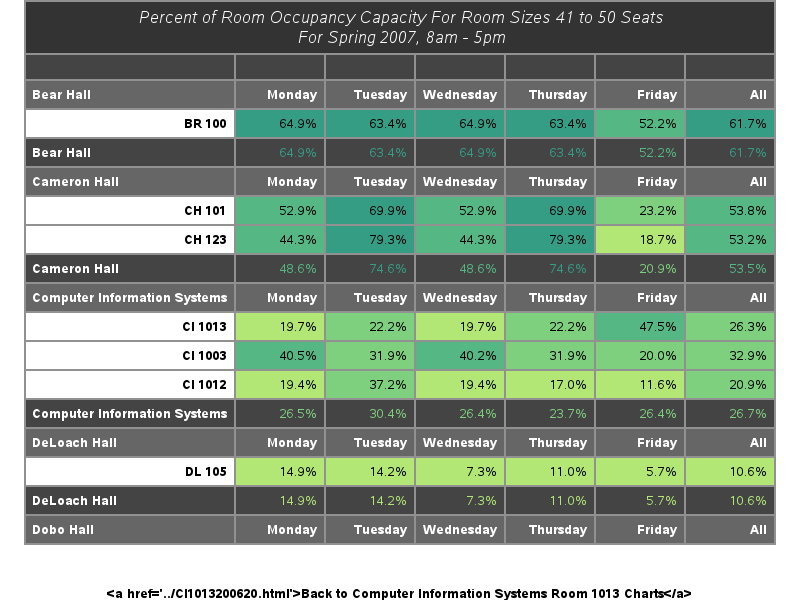 Percent of Room Occupancy Capacity For Room Sizes 41 to 50 Seats
For Spring 2007, 8am - 5pm
Bear Hall Monday Tuesday Wednesday Thursday Friday All
BR 100 64.9% 63.4% 64.9% 63.4% 52.2% 61.7%
Bear Hall 64.9% 63.4% 64.9% 63.4% 52.2% 61.7%
Cameron Hall Monday Tuesday Wednesday Thursday Friday All
CH 101 52.9% 69.9% 52.9% 69.9% 23.2% 53.8%
CH 123 44.3% 79.3% 44.3% 79.3% 18.7% 53.2%
Cameron Hall 48.6% 74.6% 48.6% 74.6% 20.9% 53.5%
Computer Information Systems Monday Tuesday Wednesday Thursday Friday All
CI 1013 19.7% 22.2% 19.7% 22.2% 47.5% 26.3%
CI 1003 40.5% 31.9% 40.2% 31.9% 20.0% 32.9%
CI 1012 19.4% 37.2% 19.4% 17.0% 11.6% 20.9%
Computer Information Systems 26.5% 30.4% 26.4% 23.7% 26.4% 26.7%
DeLoach Hall Monday Tuesday Wednesday Thursday Friday All
DL 105 14.9% 14.2% 7.3% 11.0% 5.7% 10.6%
DeLoach Hall 14.9% 14.2% 7.3% 11.0% 5.7% 10.6%
Dobo Hall Monday Tuesday Wednesday Thursday Friday All
&lt;a href='../CI1013200620.html'&gt;Back to Computer Information Systems Room 1013 Charts&lt;/a&gt;